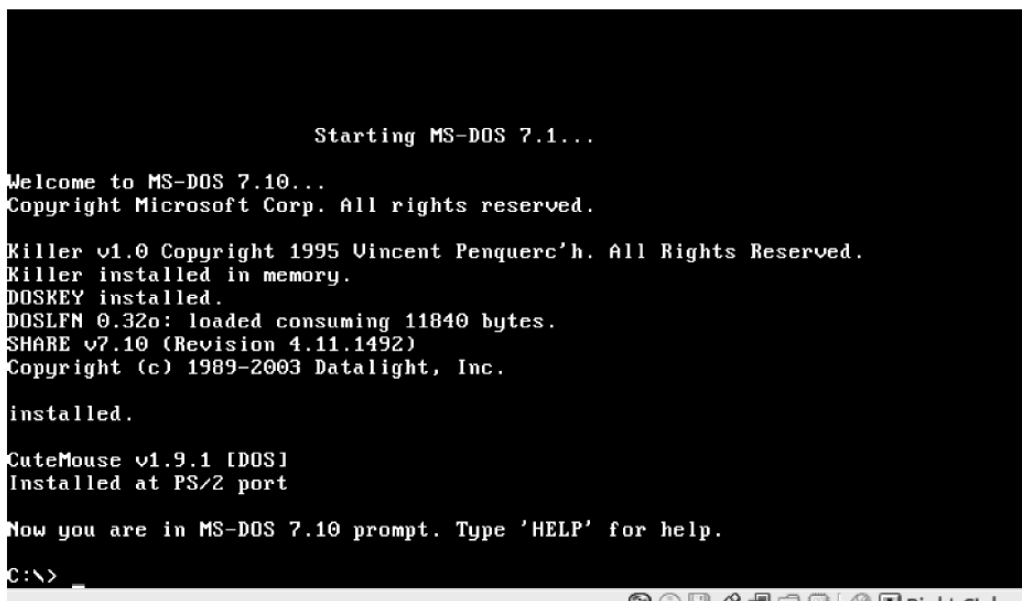 Starting MS-DOS 7.1...
Welcome to MS-DOS 7.10...
Copyright Microsoft Corp. All rights reserved.
Killer v1.0 Copyright 1995 Vincent Penquerc'h. All Rights Reserved.
Killer installed in memory.
DOSKEY installed.
DOSLFN 0.32o: loaded consuming 11840 bytes.
SHARE v7.10 (Revision 4.11.1492)
Copyright (c) 1989-2003 Datalight, Inc.
installed.
CuteMouse v1.9.1 [DOS]
Installed at PS/2 port
Now you are in MS-DOS 7.10 prompt. Type 'HELP' for help.
C:\> _